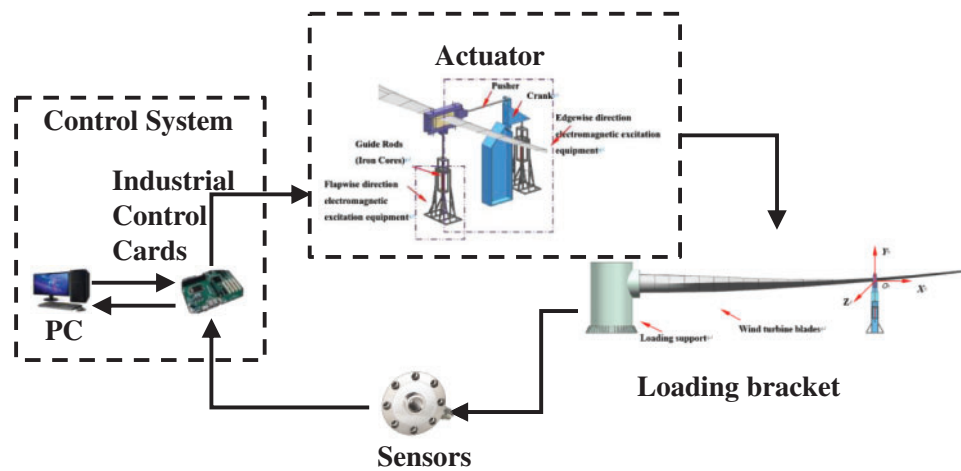 Actuator
Pusher
Crank
Edgewise direction
electromagnetic excitation
equipment
Guide Rods
(Iron Cores)
Flapwise direction
electromagnetic
excitation equipment
Control System
Industrial
Control
Cards
PC
Y
O
X
Z
Loading support
Wind turbine blades
Loading bracket
Sensors